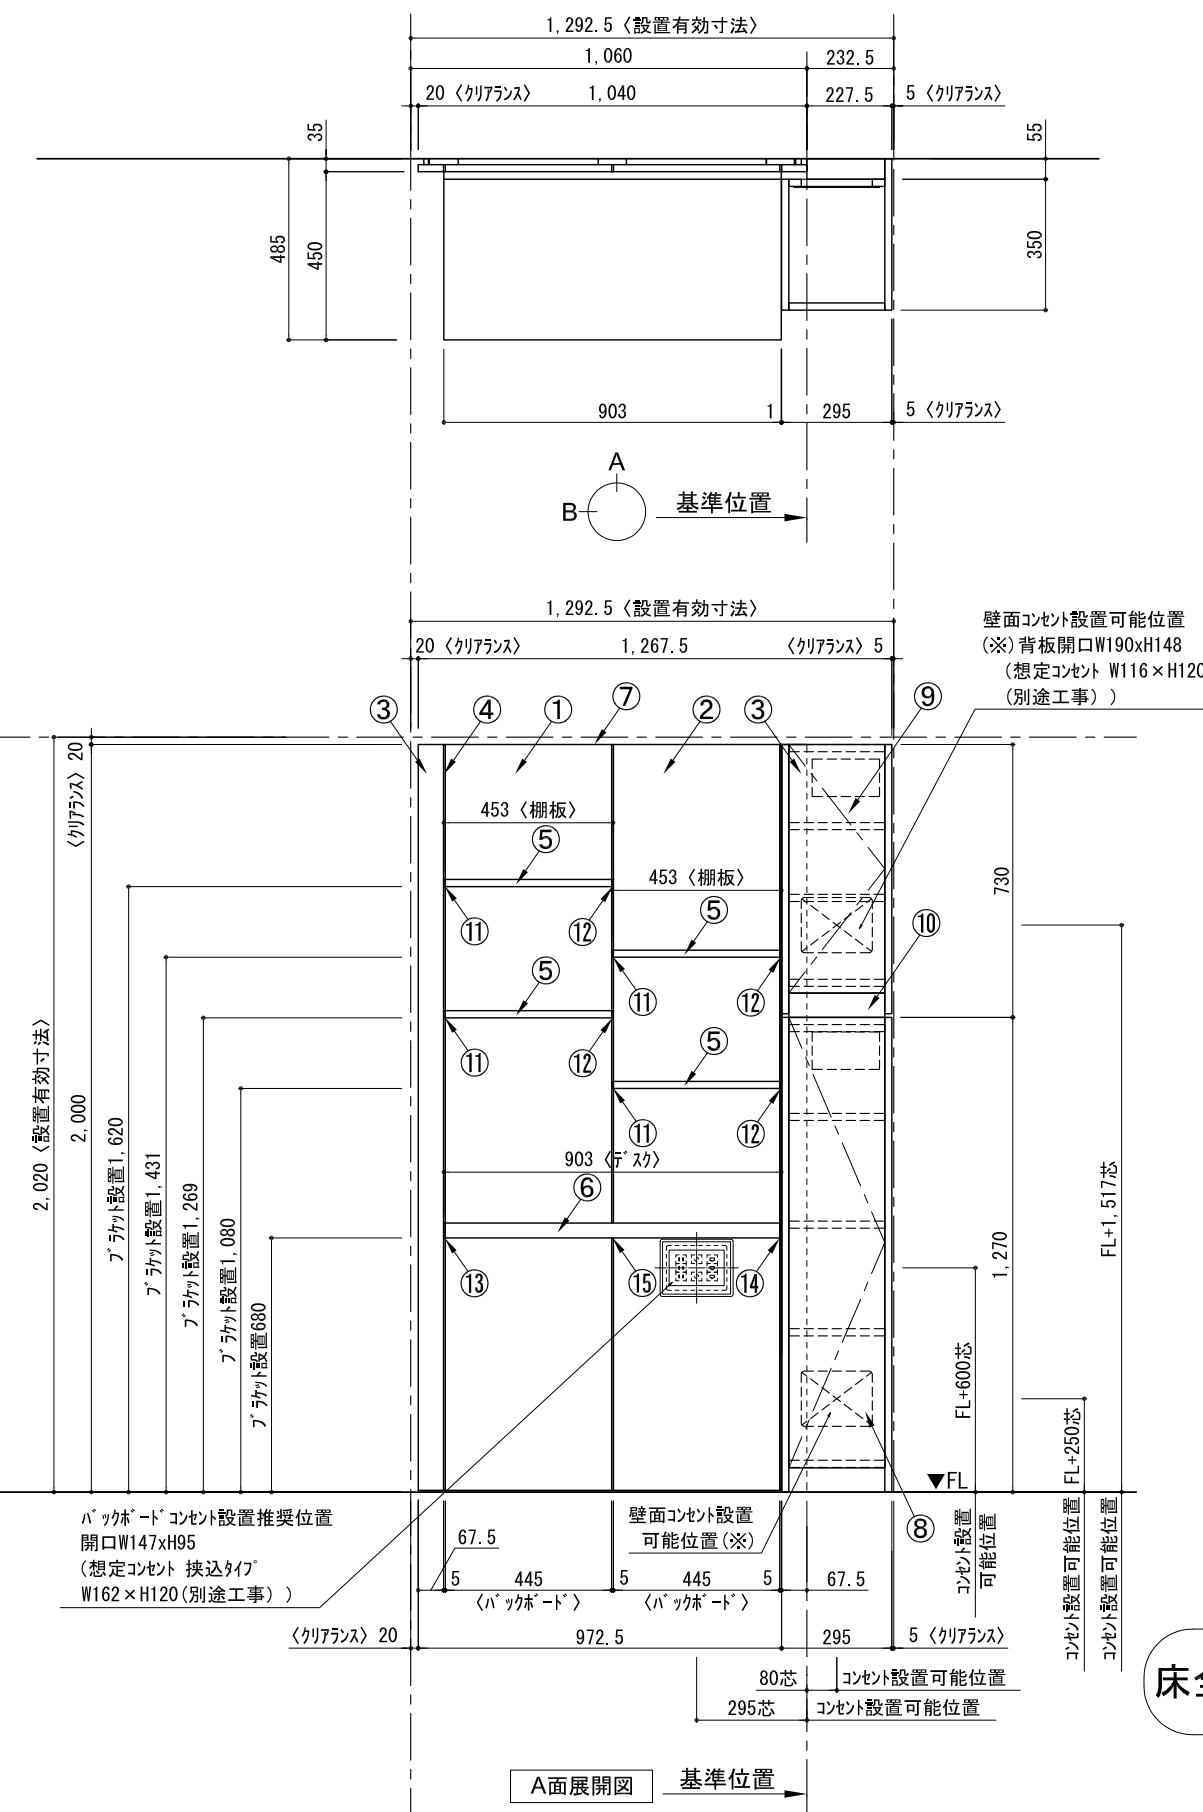 1,292.5〈設置有効寸法〉
1,060
232.5
20〈クリアランス〉
1,040
227.5
5〈クリアランス〉
35
55
485
450
350
903
1
295
5〈クリアランス〉
A
B
基準位置
1,292.5〈設置有効寸法〉
20〈クリアランス〉
1,267.5
〈クリアランス〉5
壁面コンセント設置可能位置
(※)背板開口W190xH148
(想定コンセント W116×H120
(別途工事))
③
④
①
⑦
②
③
⑨
〈クリアランス〉20
453〈棚板〉
⑤
453〈棚板〉
⑤
730
⑪
⑫
⑩
⑤
⑪
⑫
⑤
⑪
⑫
⑪
⑫
903〈デスク〉
⑥
⑬
⑮
⑭
2,020〈設置有効寸法〉
2,000
ブラケット設置1,620
ブラケット設置1,431
ブラケット設置1,269
ブラケット設置1,080
ブラケット設置680
1,270
FL+1,517芯
FL+600芯
FL+250芯
▼FL
⑧
バックボードコンセント設置推奨位置
開口W147xH95
(想定コンセント 挟込タイプ
W162×H120(別途工事))
壁面コンセント設置
可能位置(※)
コンセント設置
可能位置
コンセント設置可能位置
コンセント設置可能位置
67.5
5
445
5
445
5
67.5
〈バックボード〉
〈バックボード〉
〈クリアランス〉20
972.5
295
5〈クリアランス〉
80芯
コンセント設置可能位置
295芯
コンセント設置可能位置
床全
A面展開図
基準位置